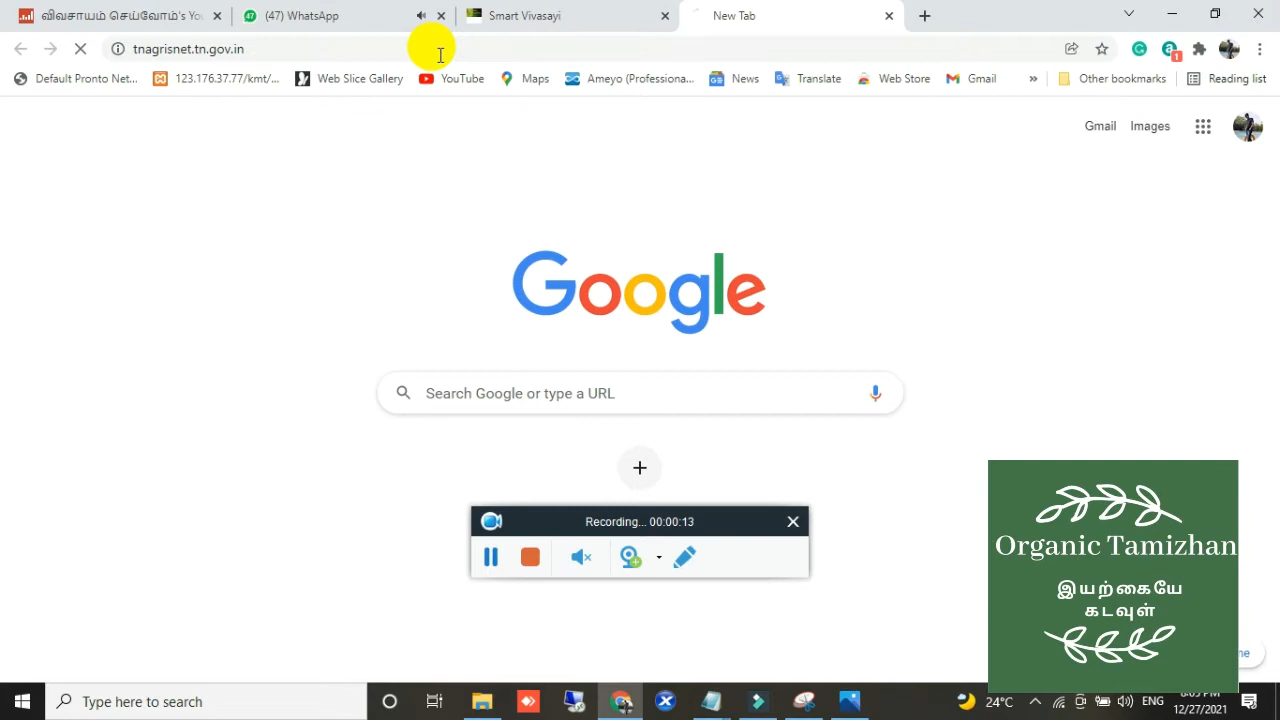 விவசாயம் செய்வோம்'s Yo
(47) WhatsApp
Smart Vivasayi
New Tab
tnagrisnet.tn.gov.in
Default Pronto Net...
123.176.37.77/kmt/...
Web Slice Gallery
YouTube
Maps
Ameyo (Professiona...
News
Translate
Web Store
Gmail
»
Other bookmarks
Reading list
Gmail
Images
Google
Search Google or type a URL
Recording... 00:00:13
Organic Tamizhan
இயற்கையே
கடவுள்
Type here to search
24°C
ENG
12/27/2021